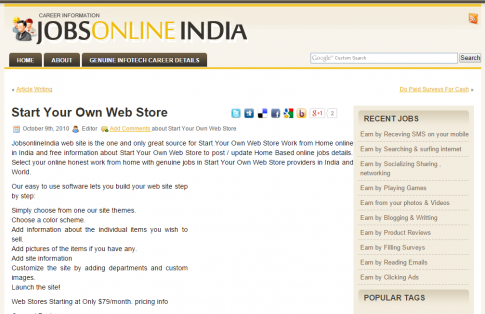 CAREER INFORMATION
JOBSONLINE INDIA
HOME ABOUT GENUINE INFOTECH CAREER DETAILS
Google™ Custom Search Search
« Article Writing
Do Paid Surveys For Cash »
Start Your Own Web Store
g+1 2
October 9th, 2010 Editor Add Comments about Start Your Own Web Store
JobsonlineIndia web site is the one and only great source for Start Your Own Web Store Work from Home online
in India and free information about Start Your Own Web Store to post / update Home Based online jobs details.
Select your online honest work from home with genuine jobs in Start Your Own Web Store providers in India and
World.
Our easy to use software lets you build your web site step
by step:
Simply choose from one our site themes.
Choose a color scheme.
Add information about the individual items you wish to
sell.
Add pictures of the items if you have any.
Add site information
Customize the site by adding departments and custom
images.
Launch the site!
Web Stores Starting at Only $79/month. pricing info
RECENT JOBS
Earn by Receving SMS on your mobile
Earn by Searching & surfing internet
Earn by Socializing Sharing ,
networking
Earn by Playing Games
Earn from your photos & Videos
Earn by Blogging & Writting
Earn by Product Reviews
Earn by Filling Surveys
Earn by Reading Emails
Earn by Clicking Ads
POPULAR TAGS